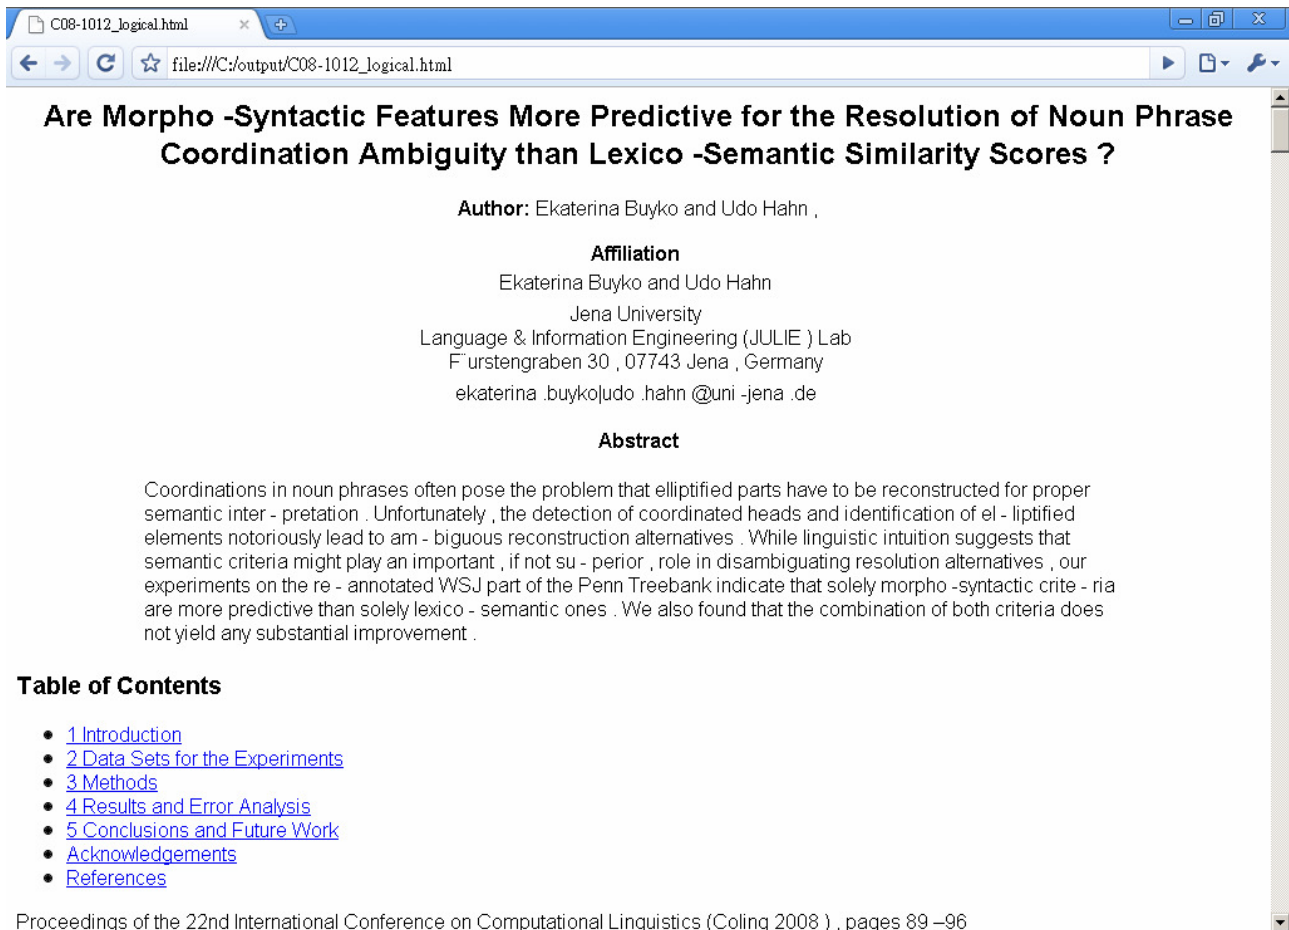 C08-1012_logical.html
file:///C:/output/C08-1012_logical.html
Are Morpho -Syntactic Features More Predictive for the Resolution of Noun Phrase
Coordination Ambiguity than Lexico -Semantic Similarity Scores ?
Author: Ekaterina Buyko and Udo Hahn ,
Affiliation
Ekaterina Buyko and Udo Hahn
Jena University
Language & Information Engineering (JULIE ) Lab
F¨urstengraben 30 , 07743 Jena , Germany
ekaterina .buyko|udo .hahn @uni -jena .de
Abstract
Coordinations in noun phrases often pose the problem that elliptified parts have to be reconstructed for proper
semantic inter - pretation . Unfortunately , the detection of coordinated heads and identification of el - liptified
elements notoriously lead to am - biguous reconstruction alternatives . While linguistic intuition suggests that
semantic criteria might play an important , if not su - perior , role in disambiguating resolution alternatives , our
experiments on the re - annotated WSJ part of the Penn Treebank indicate that solely morpho -syntactic crite - ria
are more predictive than solely lexico - semantic ones . We also found that the combination of both criteria does
not yield any substantial improvement .
Table of Contents
1 Introduction
2 Data Sets for the Experiments
3 Methods
4 Results and Error Analysis
5 Conclusions and Future Work
Acknowledgements
References
Proceedings of the 22nd International Conference on Computational Linguistics (Coling 2008 ) , pages 89 –96